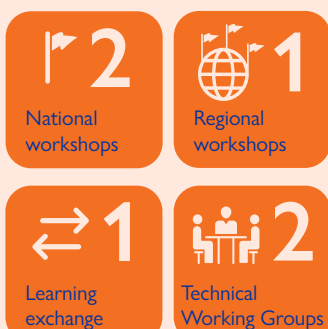 2
National
workshops
1
Regional
workshops
1
Learning
exchange
2
Technical
Working Groups